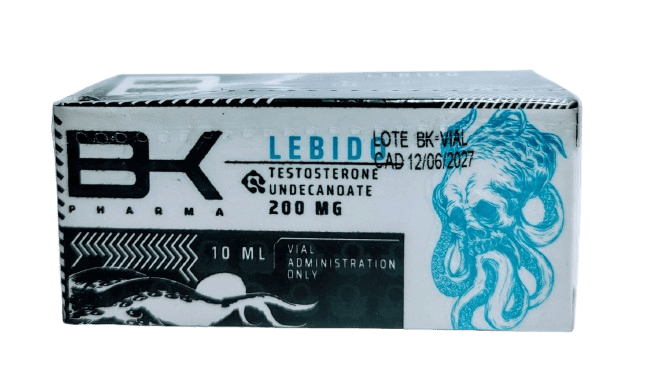 BK
PHARMA
LEBIDO
LOTE BK-VIAL
CAD 12/06/2027
TESTOSTERONE
UNDECANOATE
200 MG
10 ML
VIAL
ADMINISTRATION
ONLY